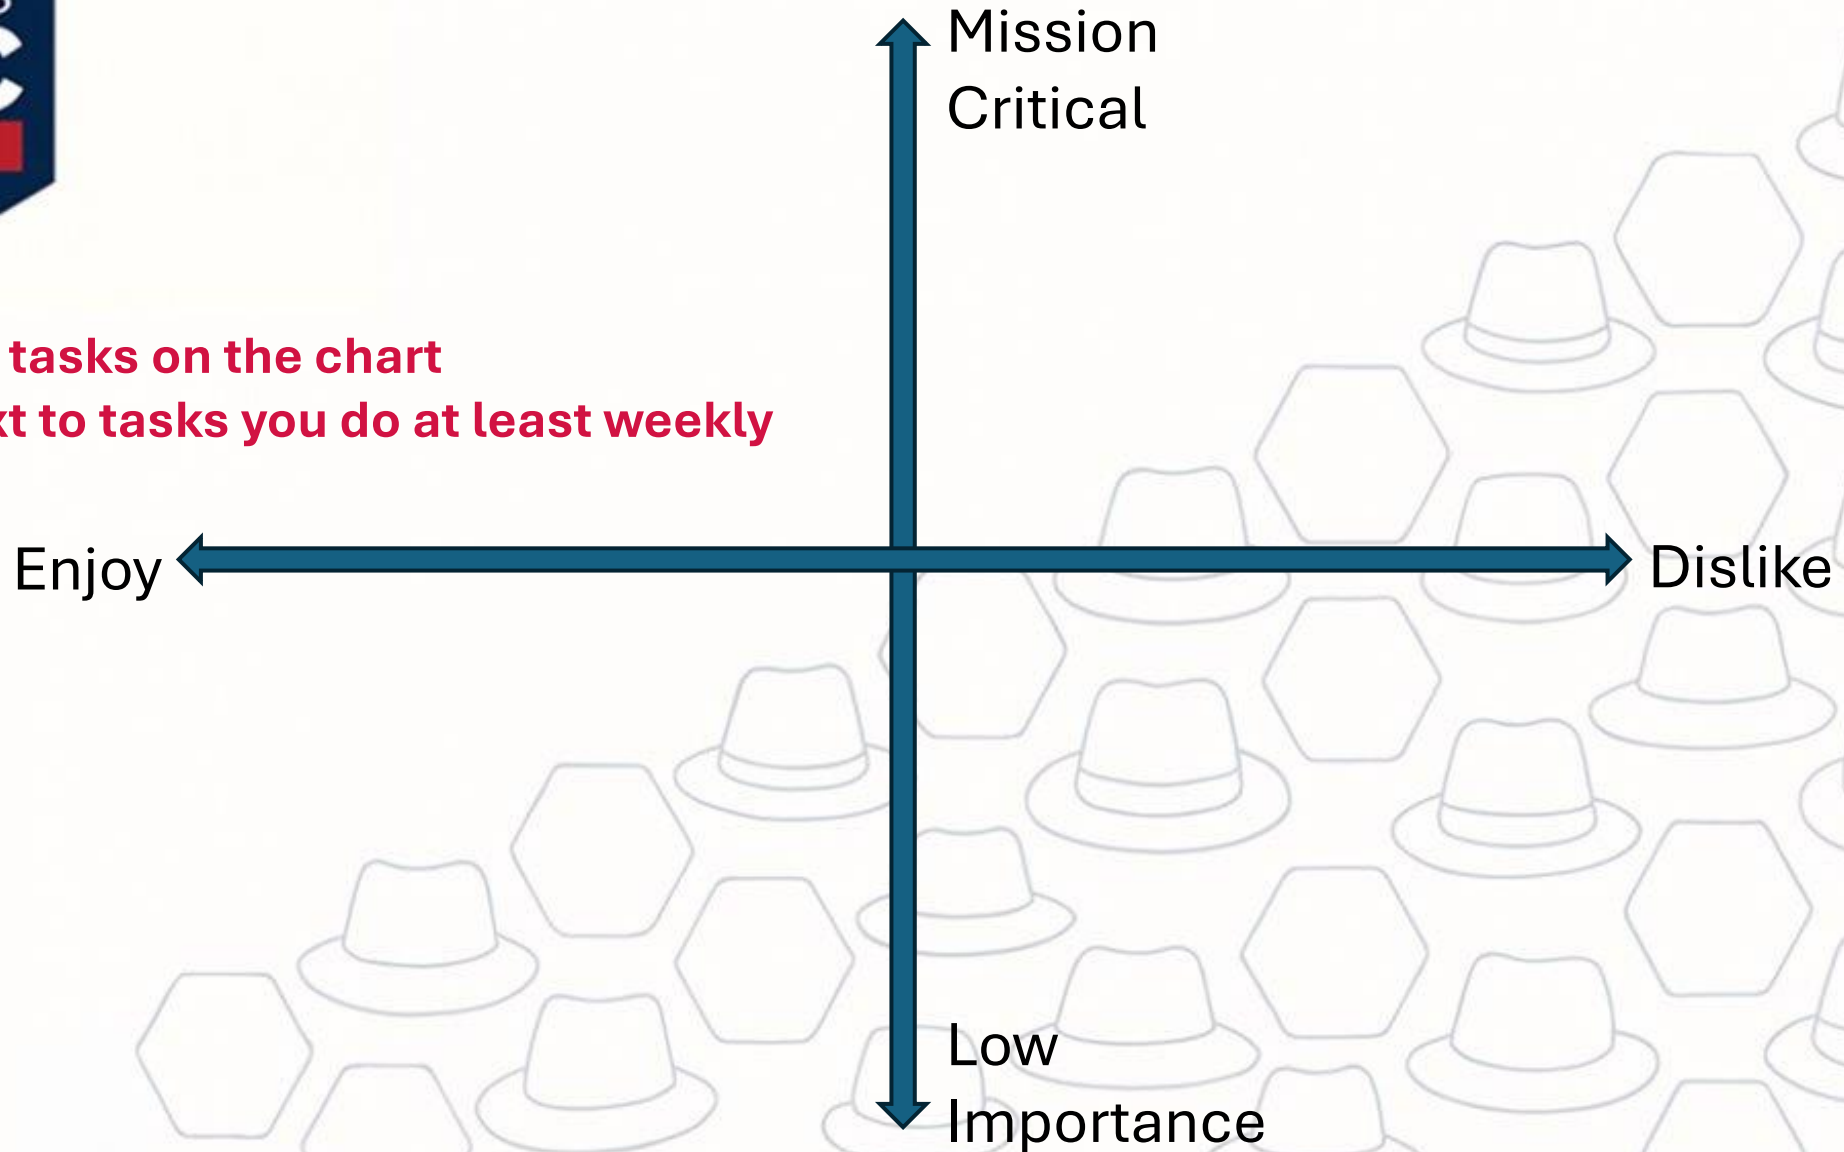 Mission
Critical
tasks on the chart
to tasks you do at least weekly
Enjoy
Dislike
Low
Importance